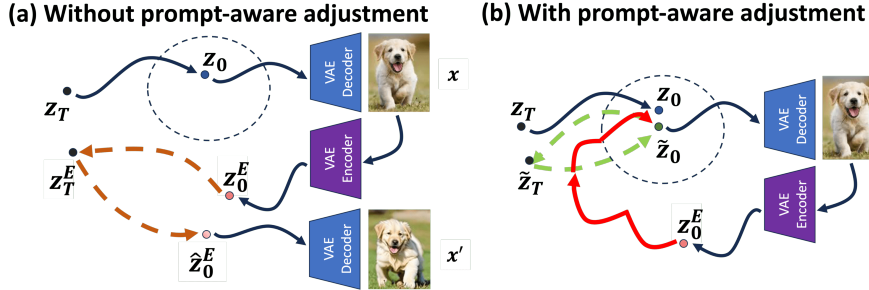 (a) Without prompt-aware adjustment
z_T
z_0
VAE Decoder
x
z_T^E
z_0^E
VAE Encoder
ẑ_0^E
VAE Decoder
x′
(b) With prompt-aware adjustment
z_T
z_0
VAE Decoder
z̃_T
z̃_0
z_0^E
VAE Encoder